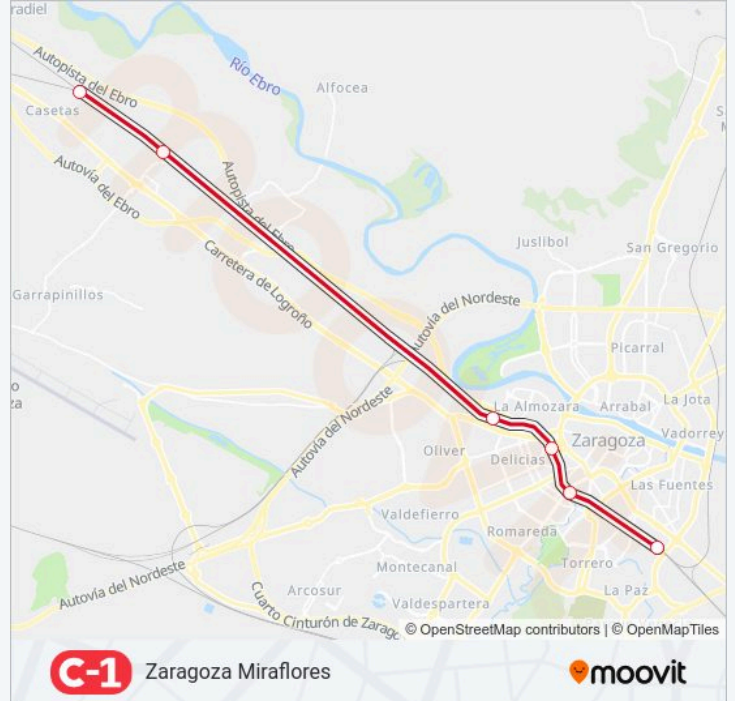 radiel
Autopista del Ebro
Río Ebro
Alfocea
Casetas
Autovía del Ebro
Autopista del Ebro
Juslibol
San Gregorio
Carretera de Logroño
Garrapinillos
Autovía del Nordeste
Picarral
La Almozara
Arrabal
La Jota
Autovía del Nordeste
Zaragoza
Vadorrey
Oliver
Delicias
Las Fuentes
Valdefierro
Romareda
Montecanal
Torrero
Autovía del Nordeste
Arcosur
La Paz
Valdespartera
Cuarto Cinturón de Zarago
© OpenStreetMap contributors | © OpenMapTiles
C-1 Zaragoza Miraflores
moovit